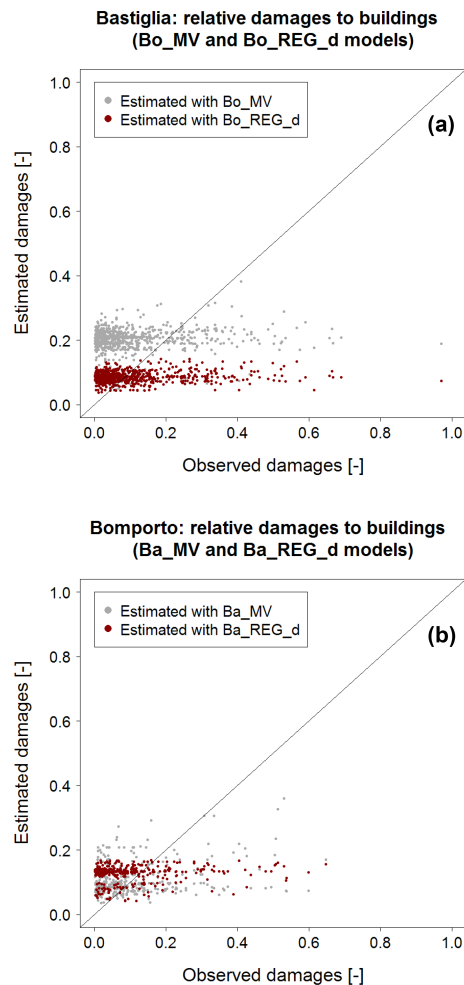 Bastiglia: relative damages to buildings
(Bo_MV and Bo_REG_d models)
1.0
Estimated with Bo_MV
Estimated with Bo_REG_d
(a)
0.8
0.6
0.4
0.2
0.0
Estimated damages [-]
0.0 0.2 0.4 0.6 0.8 1.0
Observed damages [-]
Bomporto: relative damages to buildings
(Ba_MV and Ba_REG_d models)
1.0
Estimated with Ba_MV
Estimated with Ba_REG_d
(b)
0.8
0.6
0.4
0.2
0.0
Estimated damages [-]
0.0 0.2 0.4 0.6 0.8 1.0
Observed damages [-]